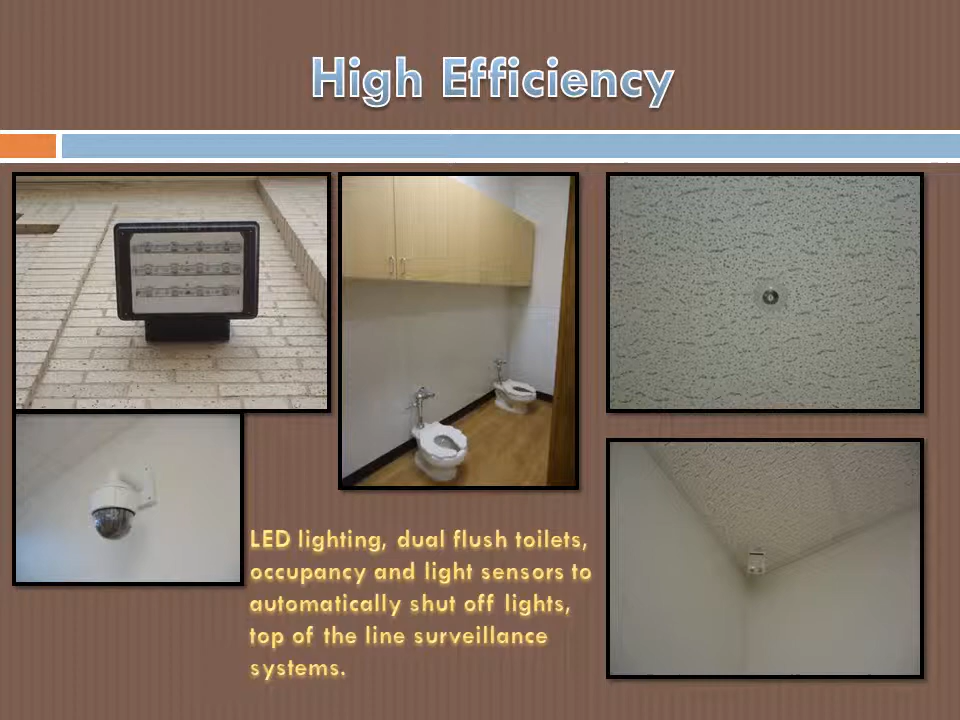 High Efficiency
LED lighting, dual flush toilets,
occupancy and light sensors to
automatically shut off lights,
top of the line surveillance
systems.